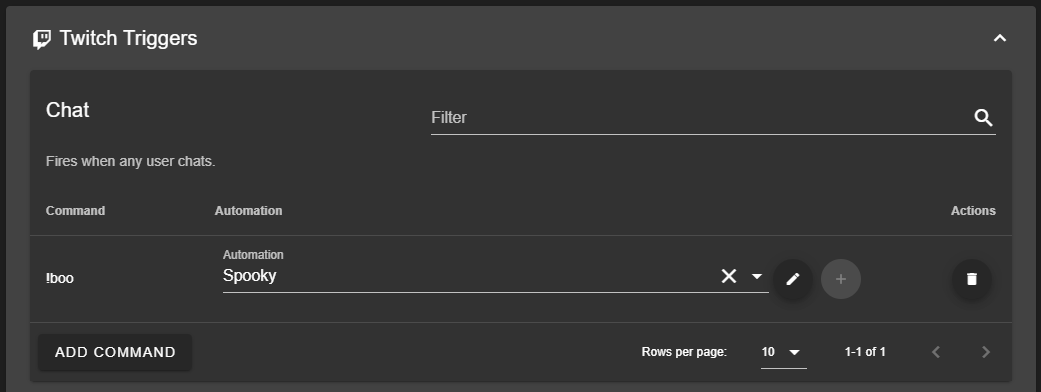 Twitch Triggers
Chat
Filter
Fires when any user chats.
Command Automation Actions
Automation
!boo Spooky
ADD COMMAND Rows per page: 10 1-1 of 1